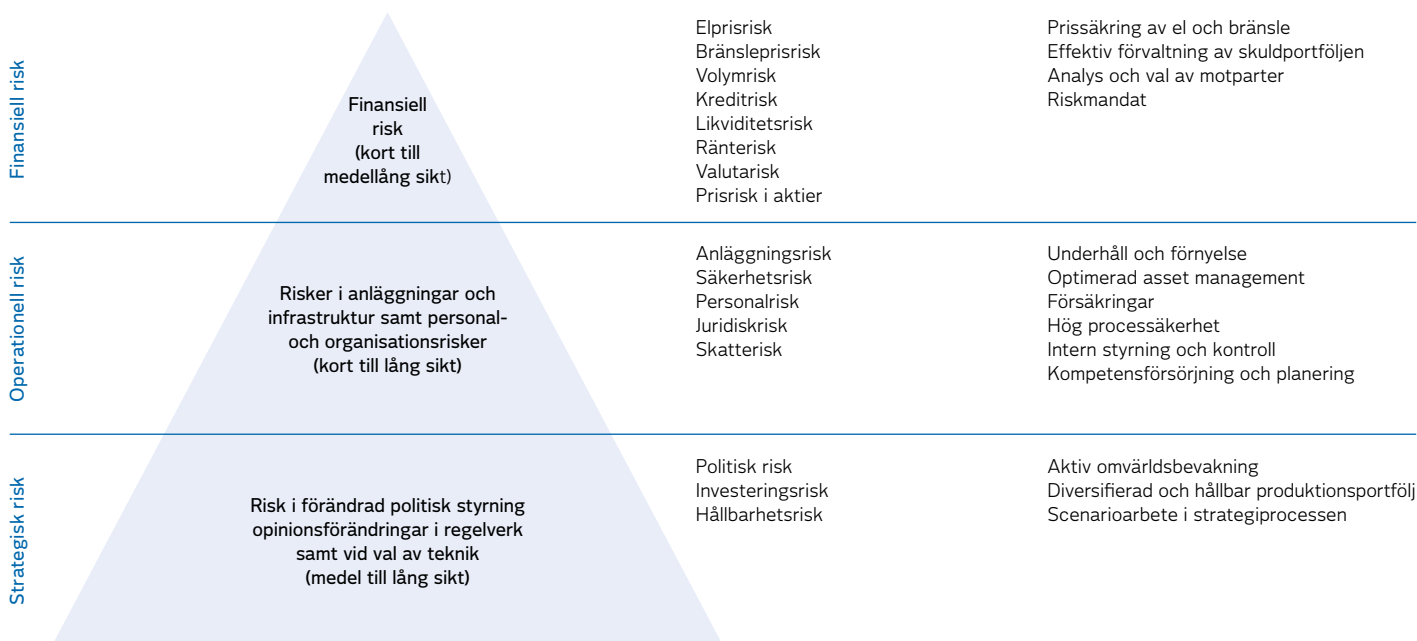 Finansiell risk
Finansiell
risk
(kort till
medellång sikt)
Elprisrisk
Bränsleprisrisk
Volymrisk
Kreditrisk
Likviditetsrisk
Ränterisk
Valutarisk
Prisrisk i aktier
Prissäkring av el och bränsle
Effektiv förvaltning av skuldportföljen
Analys och val av motparter
Riskmandat
Operationell risk
Risker i anläggningar och
infrastruktur samt personal-
och organisationsrisker
(kort till lång sikt)
Anläggningsrisk
Säkerhetsrisk
Personalrisk
Juridiskrisk
Skatterisk
Underhåll och förnyelse
Optimerad asset management
Försäkringar
Hög processäkerhet
Intern styrning och kontroll
Kompetensförsörjning och planering
Strategisk risk
Risk i förändrad politisk styrning
opinionsförändringar i regelverk
samt vid val av teknik
(medel till lång sikt)
Politisk risk
Investeringsrisk
Hållbarhetsrisk
Aktiv omvärldsbevakning
Diversifierad och hållbar produktionsportfölj
Scenarioarbete i strategiprocessen